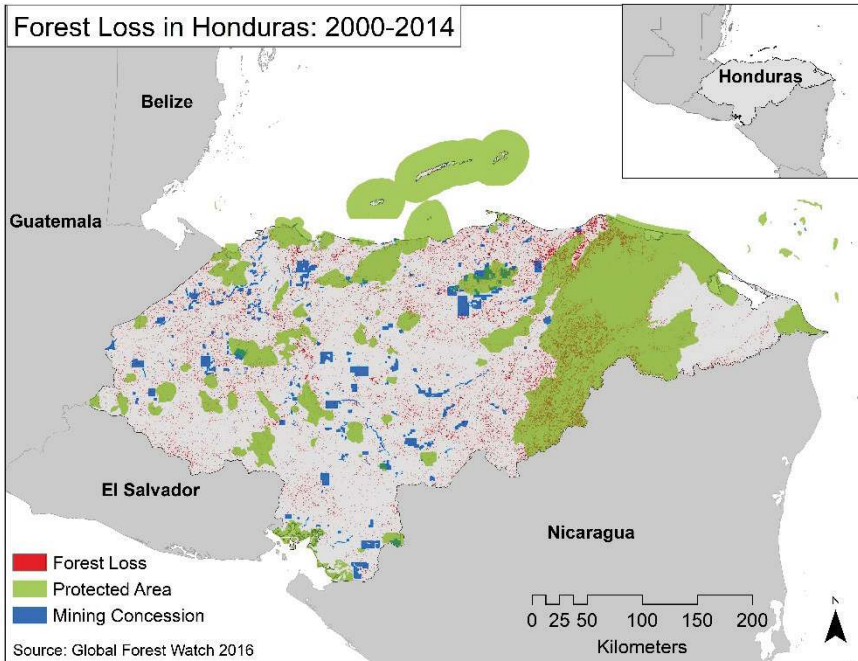 Forest Loss in Honduras: 2000-2014
Honduras
Belize
Guatemala
El Salvador
Nicaragua
Forest Loss
Protected Area
Mining Concession
Source: Global Forest Watch 2016
0 25 50 100 150 200
Kilometers
N